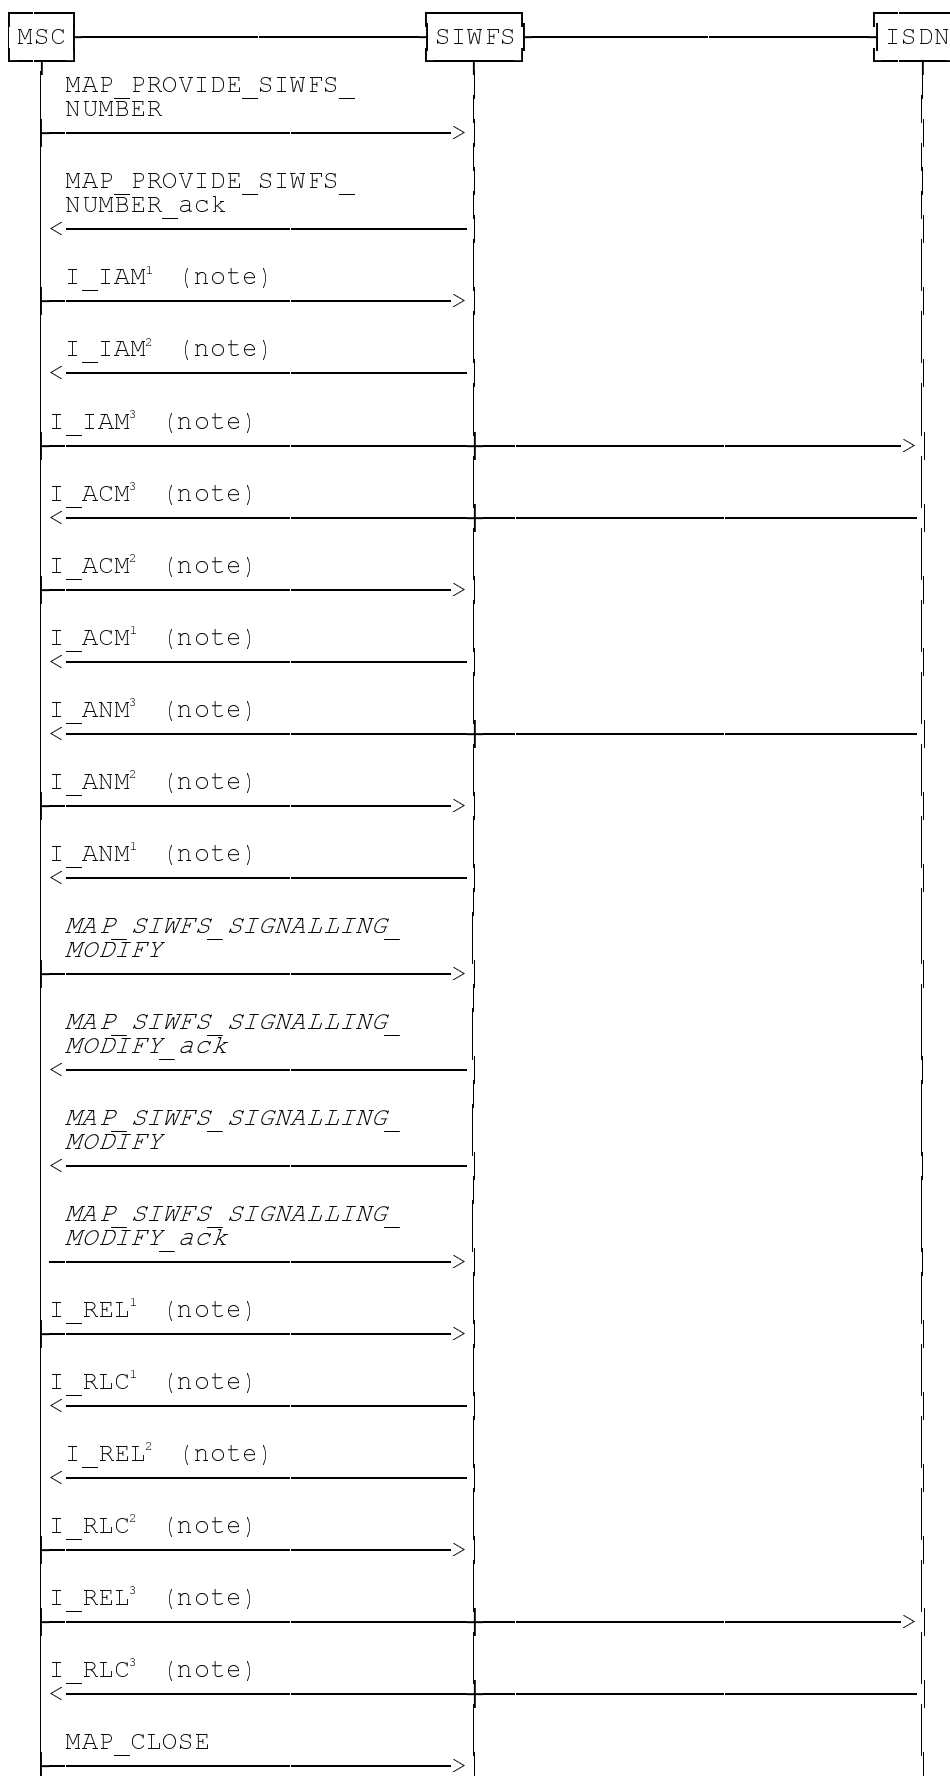 MSC SIWFS ISDN
MAP_PROVIDE_SIWFS_
NUMBER
MAP_PROVIDE_SIWFS_
NUMBER_ack
I_IAM¹ (note)
I_IAM² (note)
I_IAM³ (note)
I_ACM³ (note)
I_ACM² (note)
I_ACM¹ (note)
I_ANM³ (note)
I_ANM² (note)
I_ANM¹ (note)
MAP_SIWFS_SIGNALLING_
MODIFY
MAP_SIWFS_SIGNALLING_
MODIFY_ack
MAP_SIWFS_SIGNALLING_
MODIFY
MAP_SIWFS_SIGNALLING_
MODIFY_ack
I_REL¹ (note)
I_RLC¹ (note)
I_REL² (note)
I_RLC² (note)
I_REL³ (note)
I_RLC³ (note)
MAP_CLOSE